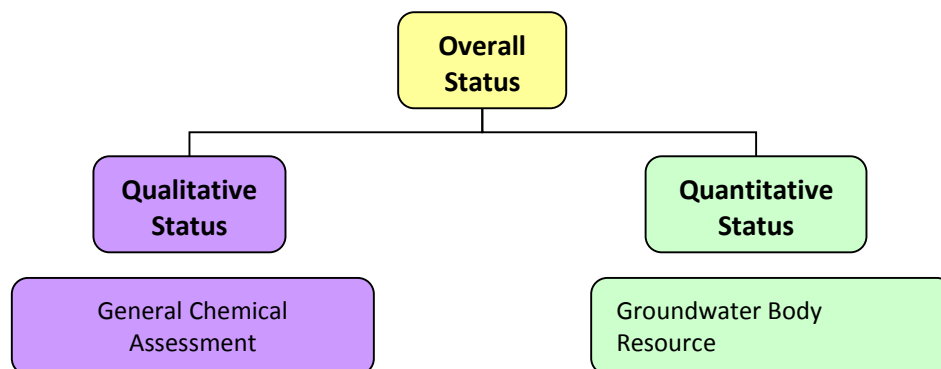 Overall
Status
Qualitative
Status
Quantitative
Status
General Chemical
Assessment
Groundwater Body
Resource